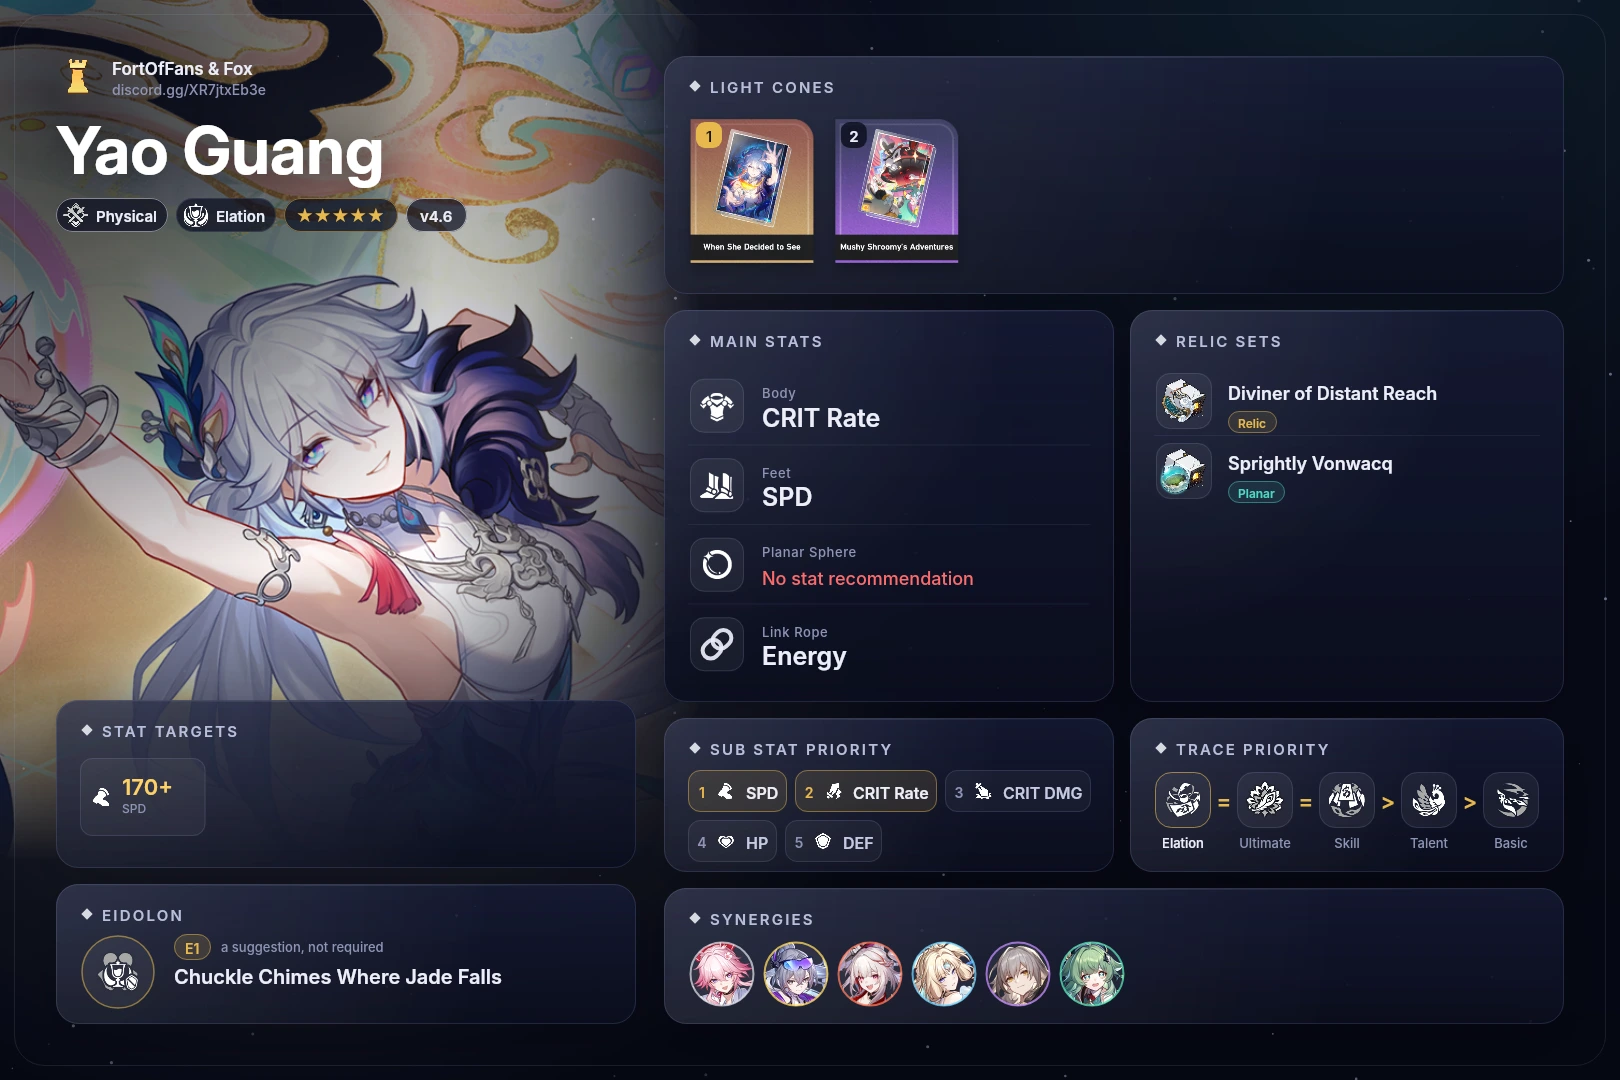 FortOfFans & Fox
discord.gg/XR7jtxEb3e
Yao Guang
Physical
Elation
★★★★★
v4.6
STAT TARGETS
170+
SPD
EIDOLON
E1
a suggestion, not required
Chuckle Chimes Where Jade Falls
LIGHT CONES
1
When She Decided to See
2
Mushy Shroomy's Adventures
MAIN STATS
Body
CRIT Rate
Feet
SPD
Planar Sphere
No stat recommendation
Link Rope
Energy
RELIC SETS
Diviner of Distant Reach
Relic
Sprightly Vonwacq
Planar
SUB STAT PRIORITY
1 SPD 2 CRIT Rate 3 CRIT DMG
4 HP 5 DEF
TRACE PRIORITY
= = > >
Elation Ultimate Skill Talent Basic
SYNERGIES